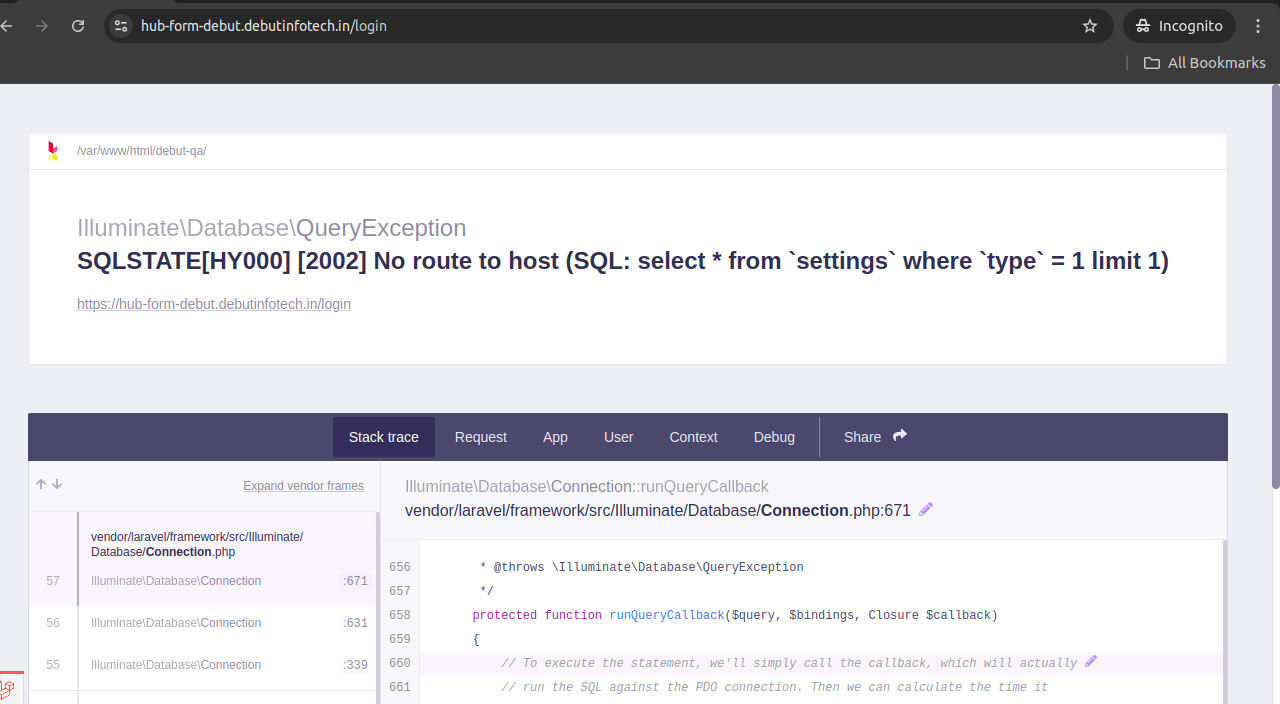 hub-form-debut.debutinfotech.in/login
Incognito
All Bookmarks
/var/www/html/debut-qa/
Illuminate\Database\QueryException
SQLSTATE[HY000] [2002] No route to host (SQL: select * from `settings` where `type` = 1 limit 1)
https://hub-form-debut.debutinfotech.in/login
Stack trace Request App User Context Debug Share
Expand vendor frames
vendor/laravel/framework/src/Illuminate/
Database/Connection.php
57 Illuminate\Database\Connection :671
56 Illuminate\Database\Connection :631
55 Illuminate\Database\Connection :339
Illuminate\Database\Connection::runQueryCallback
vendor/laravel/framework/src/Illuminate/Database/Connection.php:671
656 * @throws \Illuminate\Database\QueryException
657 */
658 protected function runQueryCallback($query, $bindings, Closure $callback)
659 {
660 // To execute the statement, we'll simply call the callback, which will actually
661 // run the SQL against the PDO connection. Then we can calculate the time it